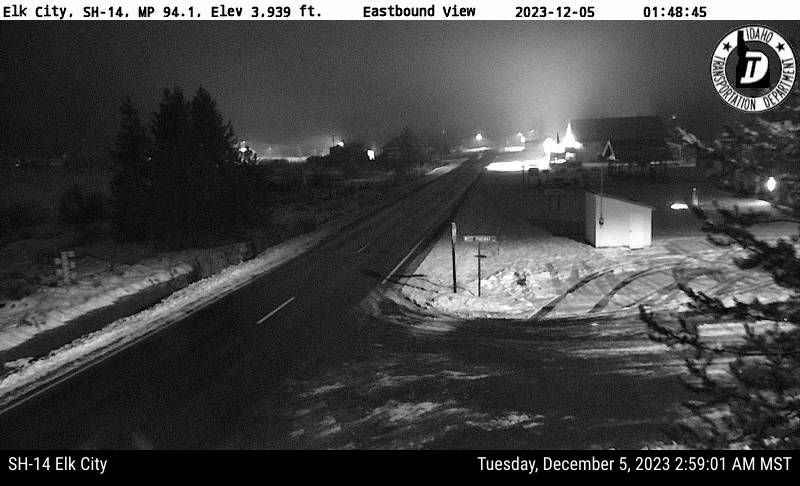 Elk City, SH-14, MP 94.1, Elev 3,939 ft. Eastbound View 2023-12-05 01:48:45
IDAHO
TRANSPORTATION DEPARTMENT
SH-14 Elk City Tuesday, December 5, 2023 2:59:01 AM MST